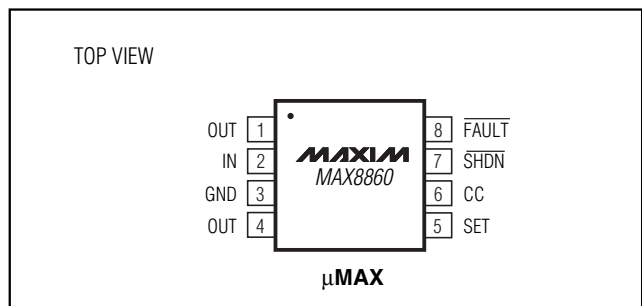 TOP VIEW
OUT 1
IN 2
GND 3
OUT 4
MAXIM
MAX8860
8 FAULT
7 SHDN
6 CC
5 SET
μMAX